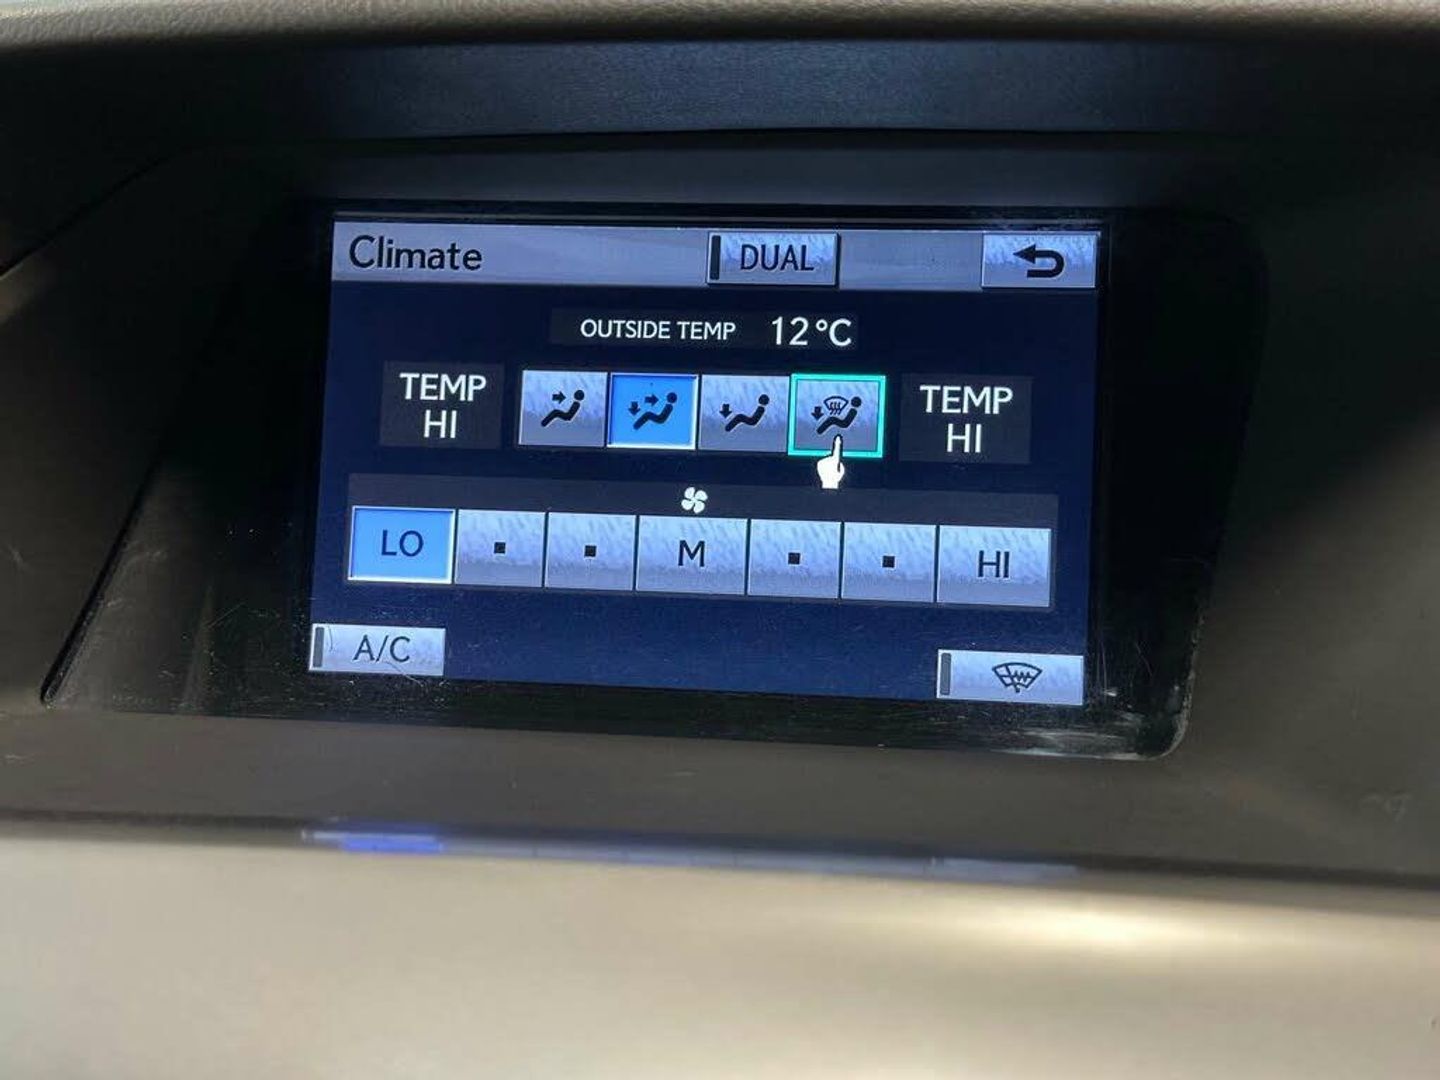 Climate
DUAL
OUTSIDE TEMP 12°C
TEMP
HI
TEMP
HI
LO
M
HI
A/C